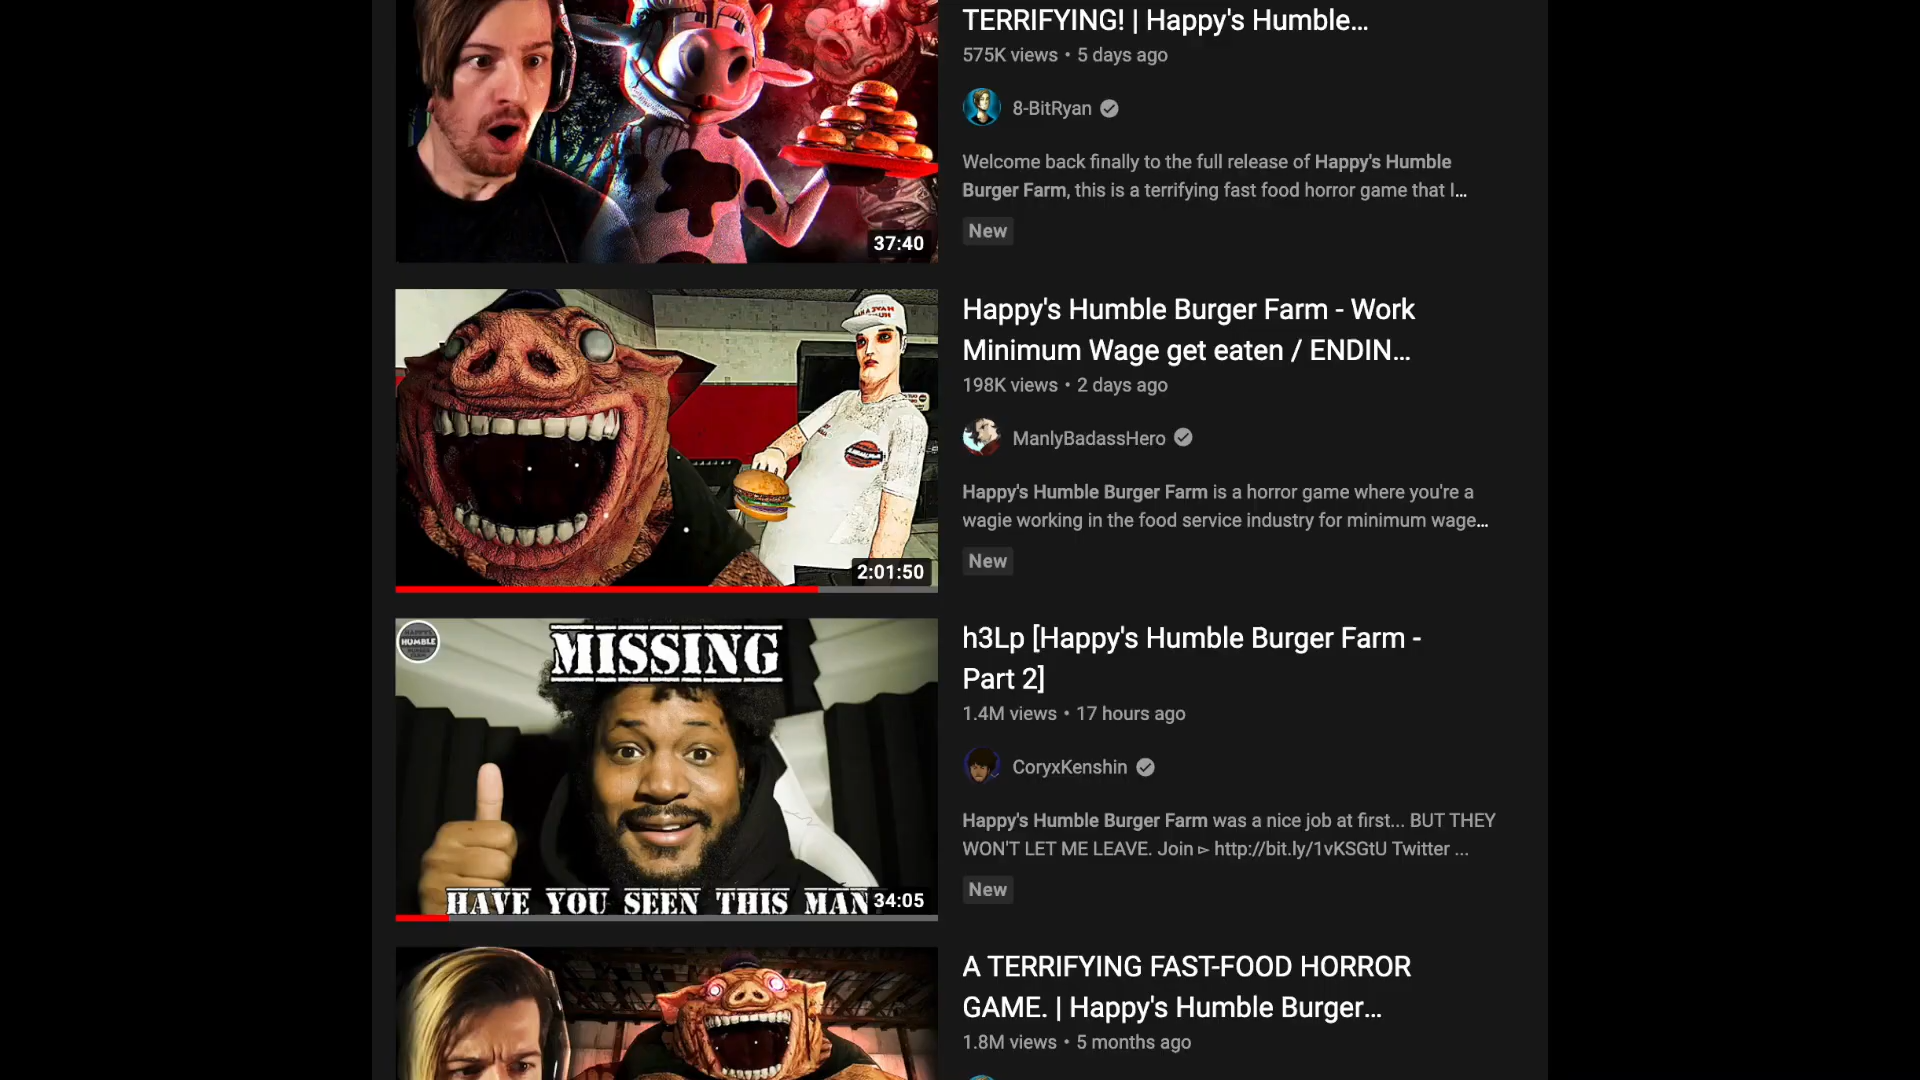 TERRIFYING! | Happy's Humble...
575K views • 5 days ago
8-BitRyan
Welcome back finally to the full release of Happy's Humble
Burger Farm, this is a terrifying fast food horror game that I...
New
37:40
Happy's Humble Burger Farm - Work
Minimum Wage get eaten / ENDIN...
198K views • 2 days ago
ManlyBadassHero
Happy's Humble Burger Farm is a horror game where you're a
wagie working in the food service industry for minimum wage...
New
2:01:50
HUMBLE
MISSING
HAVE YOU SEEN THIS MAN
34:05
h3Lp [Happy's Humble Burger Farm -
Part 2]
1.4M views • 17 hours ago
CoryxKenshin
Happy's Humble Burger Farm was a nice job at first... BUT THEY
WON'T LET ME LEAVE. Join ▻ http://bit.ly/1vKSGtU Twitter ...
New
A TERRIFYING FAST-FOOD HORROR
GAME. | Happy's Humble Burger...
1.8M views • 5 months ago